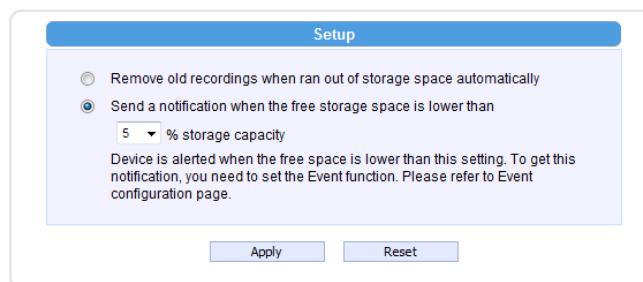 Setup
Remove old recordings when ran out of storage space automatically
Send a notification when the free storage space is lower than
5 % storage capacity
Device is alerted when the free space is lower than this setting. To get this
notification, you need to set the Event function. Please refer to Event
configuration page.
Apply Reset